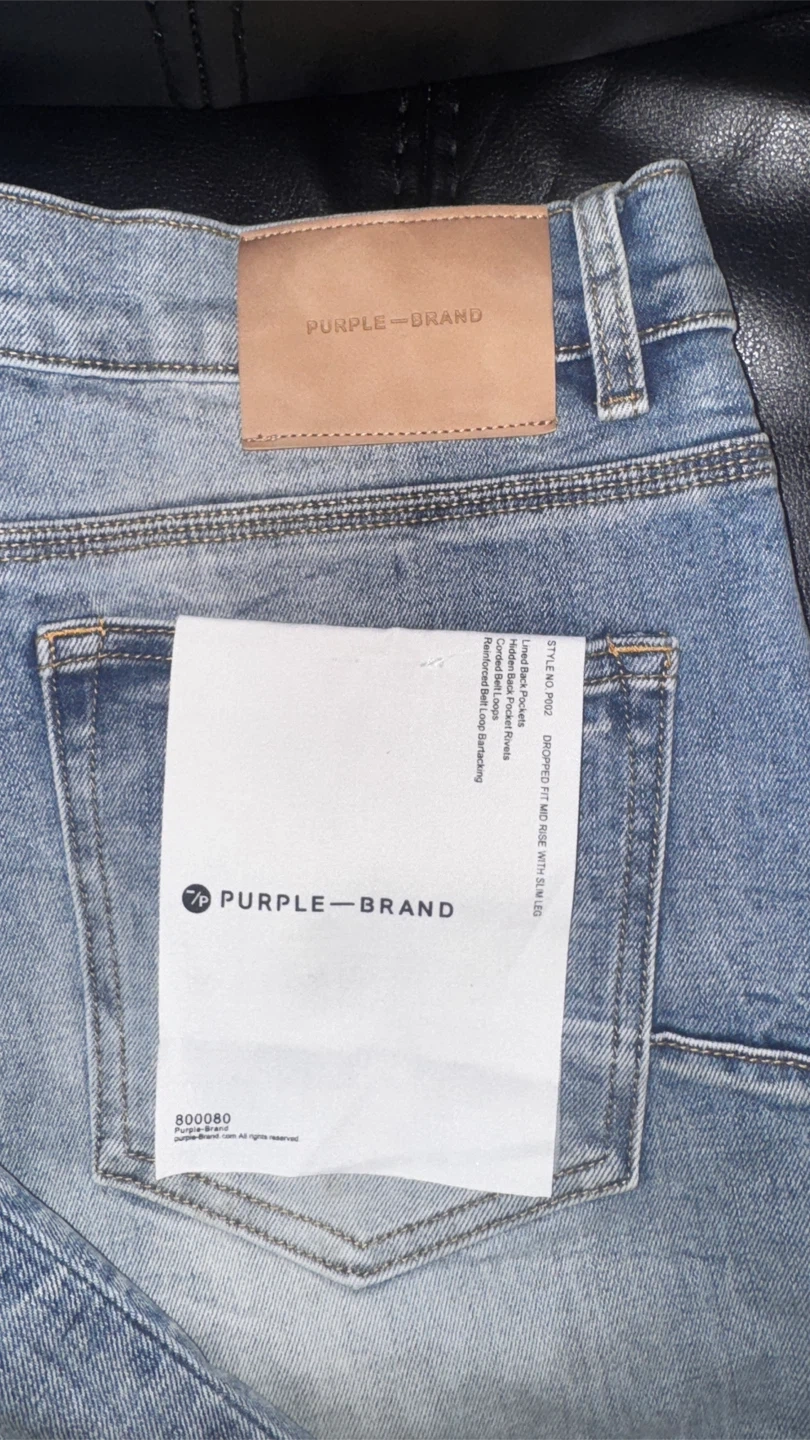 PURPLE—BRAND
STYLE NO. P002 DROPPED FIT MID RISE WITH SLIM LEG
Lined Back Pockets
Hidden Back Pocket Rivets
Corded Belt Loops
Reinforced Belt Loop Bartacking
/P PURPLE—BRAND
800080
Purple-Brand
purple-Brand.com All rights reserved